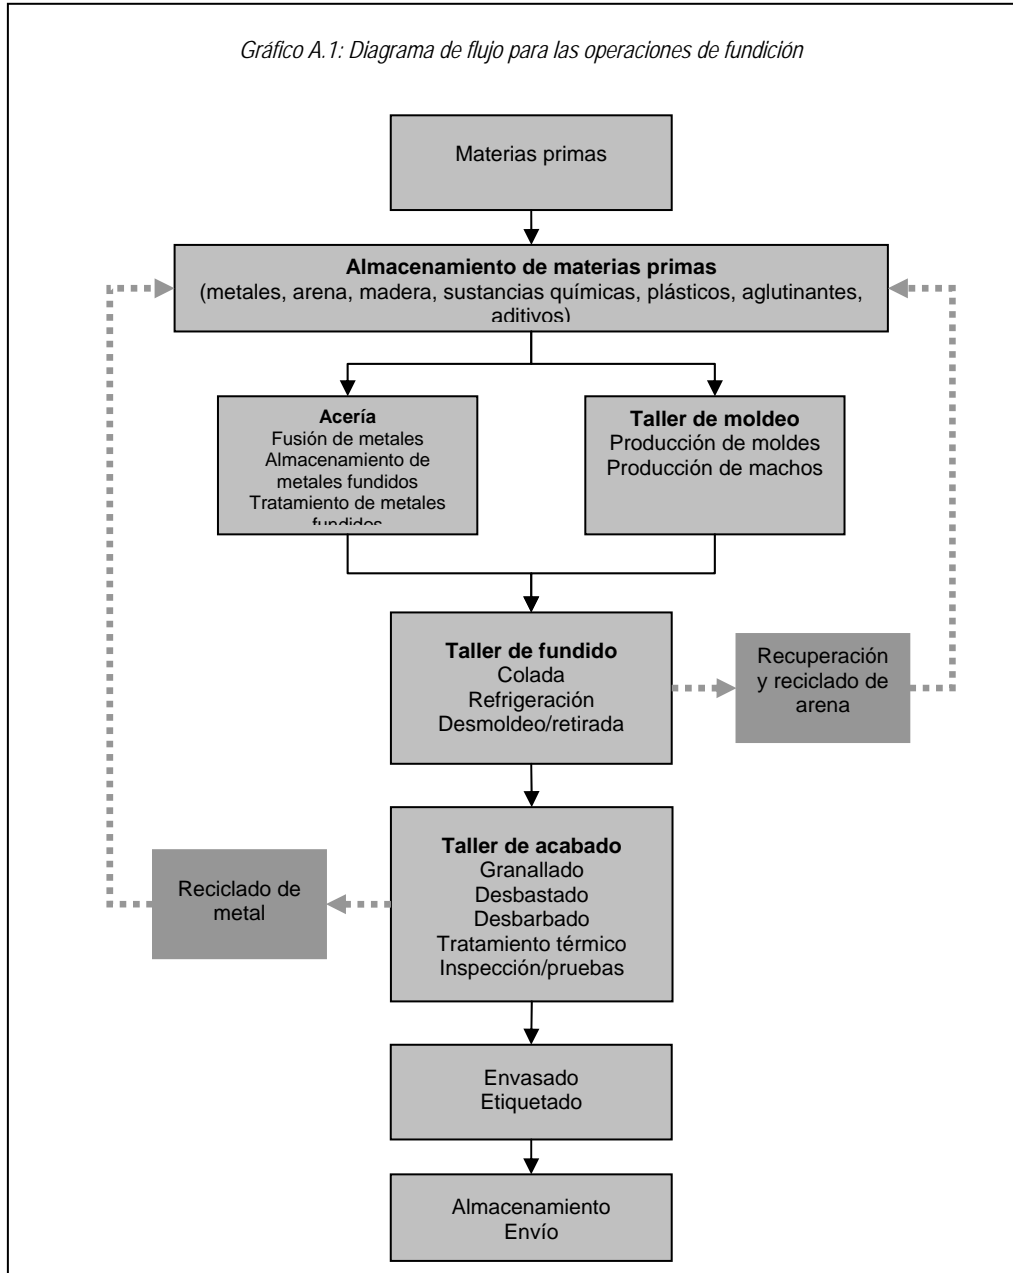 Gráfico A.1: Diagrama de flujo para las operaciones de fundición
Materias primas
Almacenamiento de materias primas
(metales, arena, madera, sustancias químicas, plásticos, aglutinantes,
aditivos)
Acería
Fusión de metales
Almacenamiento de
metales fundidos
Tratamiento de metales
fundidos
Taller de moldeo
Producción de moldes
Producción de machos
Taller de fundido
Colada
Refrigeración
Desmoldeo/retirada
Recuperación
y reciclado de
arena
Taller de acabado
Granallado
Desbastado
Desbarbado
Tratamiento térmico
Inspección/pruebas
Reciclado de
metal
Envasado
Etiquetado
Almacenamiento
Envío